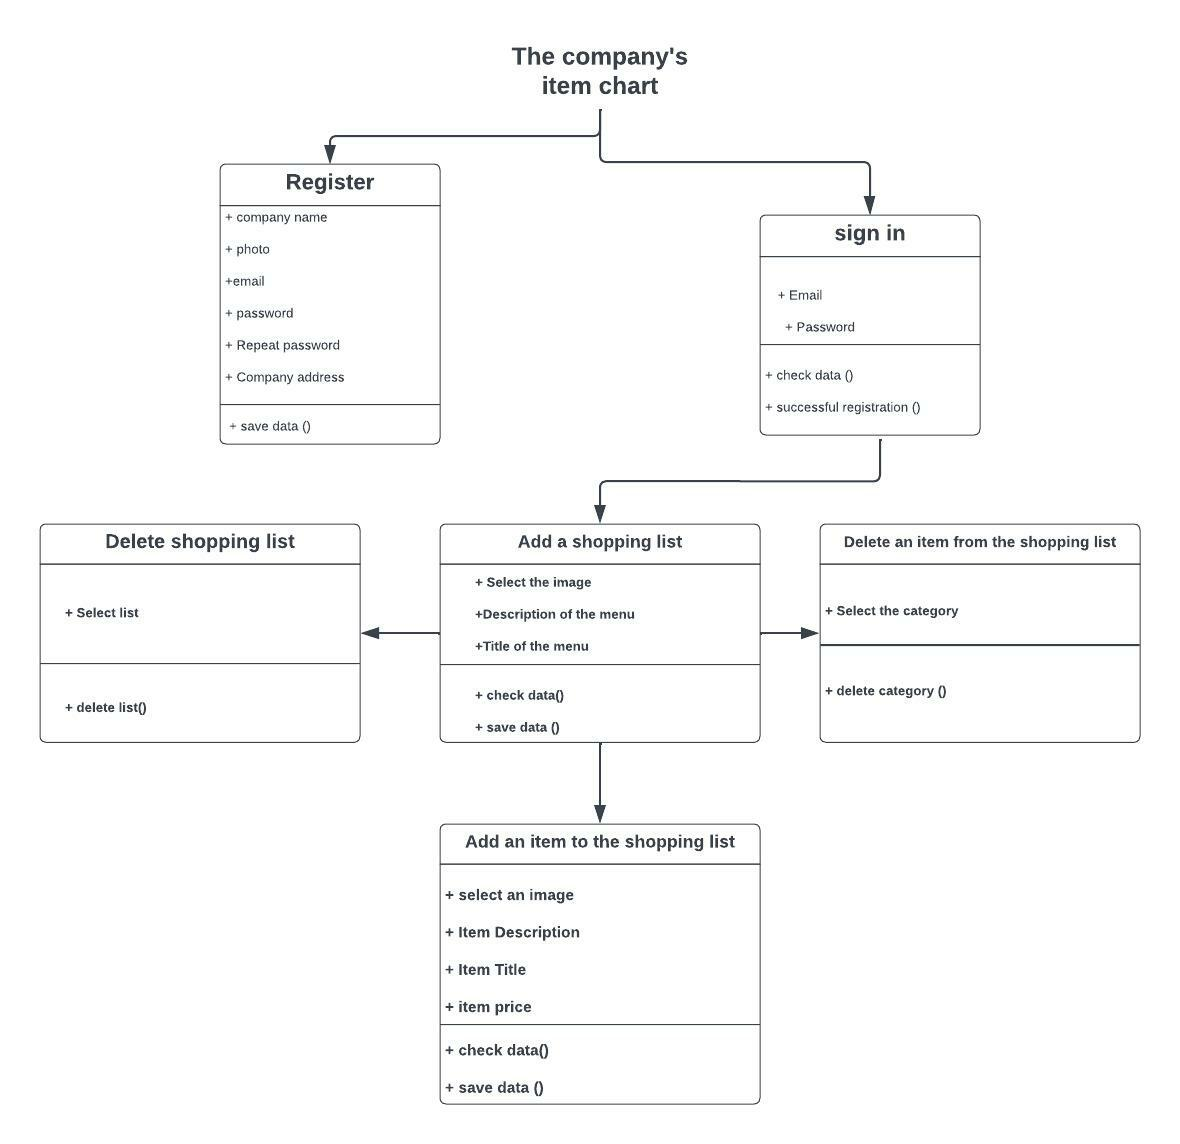 The company's
item chart
Register
+ company name
+ photo
+email
+ password
+ Repeat password
+ Company address
+ save data ()
sign in
+ Email
+ Password
+ check data ()
+ successful registration ()
Delete shopping list
+ Select list
+ delete list()
Add a shopping list
+ Select the image
+Description of the menu
+Title of the menu
+ check data()
+ save data ()
Delete an item from the shopping list
+ Select the category
+ delete category ()
Add an item to the shopping list
+ select an image
+ Item Description
+ Item Title
+ item price
+ check data()
+ save data ()